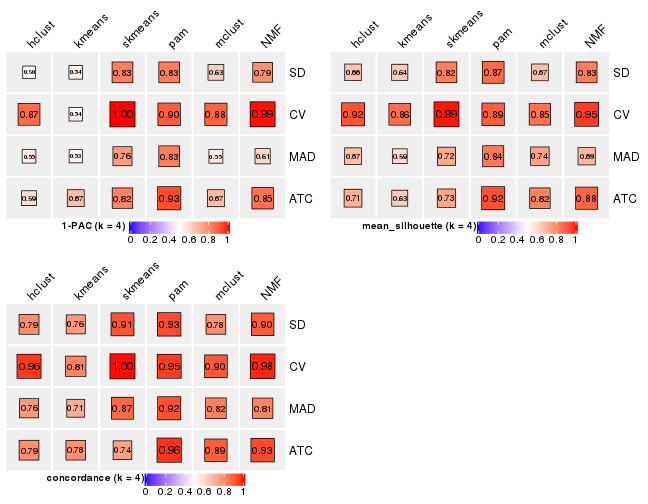 hclust kmeans skmeans pam mclust NMF
0.50 0.54 0.83 0.83 0.63 0.79 SD
0.87 0.54 1.00 0.90 0.88 0.99 CV
0.55 0.53 0.76 0.83 0.55 0.61 MAD
0.59 0.67 0.82 0.93 0.67 0.85 ATC
1-PAC (k = 4)
0 0.2 0.4 0.6 0.8 1
hclust kmeans skmeans pam mclust NMF
0.66 0.64 0.82 0.87 0.67 0.83 SD
0.92 0.86 0.99 0.89 0.85 0.95 CV
0.67 0.59 0.72 0.84 0.74 0.69 MAD
0.71 0.63 0.73 0.92 0.82 0.88 ATC
mean_silhouette (k = 4)
0 0.2 0.4 0.6 0.8 1
hclust kmeans skmeans pam mclust NMF
0.79 0.76 0.91 0.93 0.78 0.90 SD
0.96 0.81 1.00 0.95 0.90 0.98 CV
0.76 0.71 0.87 0.92 0.82 0.81 MAD
0.79 0.78 0.74 0.96 0.89 0.93 ATC
concordance (k = 4)
0 0.2 0.4 0.6 0.8 1